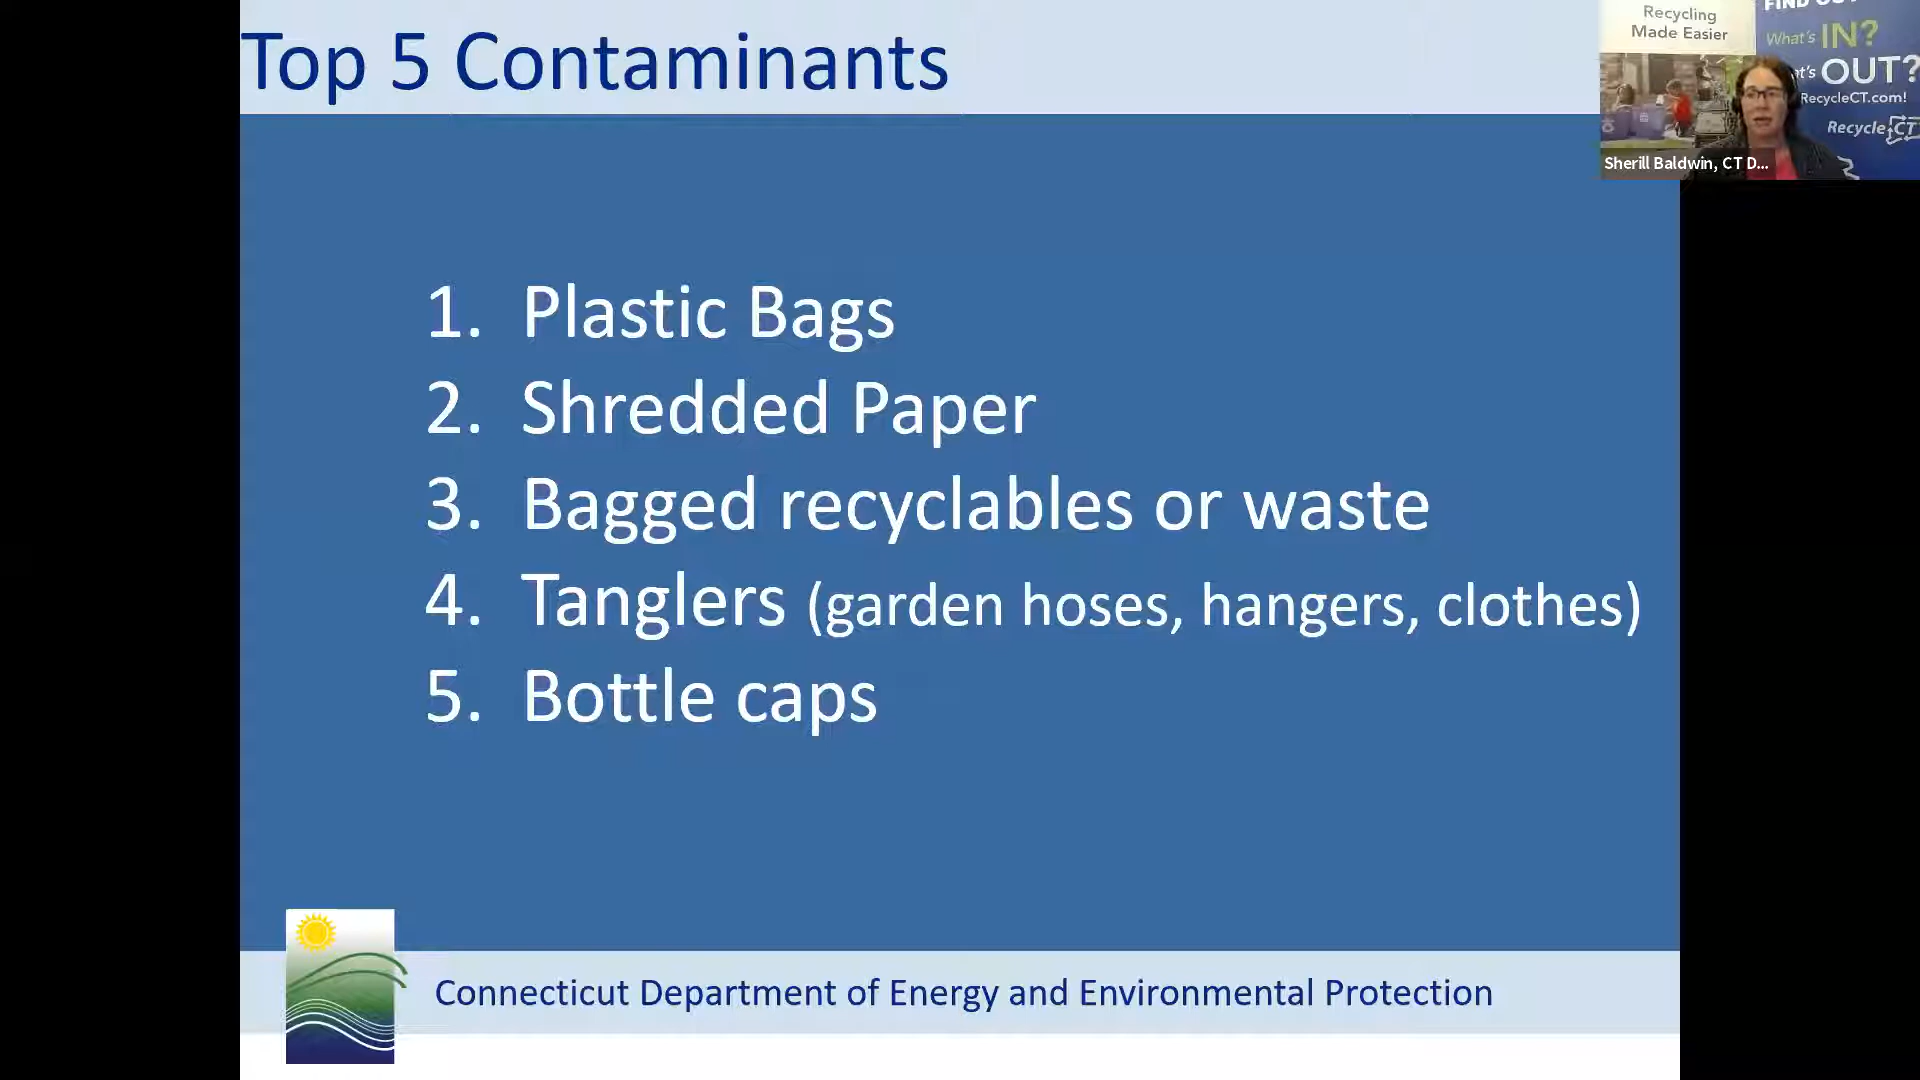 Top 5 Contaminants
Recycling
Made Easier
What's IN?
OUT?
RecycleCT.com!
RecycleCT
Sherill Baldwin, CT D...
1. Plastic Bags
2. Shredded Paper
3. Bagged recyclables or waste
4. Tanglers (garden hoses, hangers, clothes)
5. Bottle caps
Connecticut Department of Energy and Environmental Protection